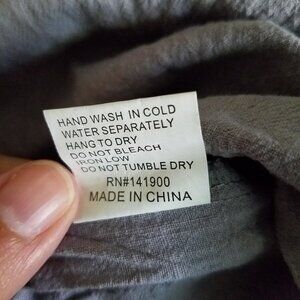 HAND WASH IN COLD
WATER SEPARATELY
HANG TO DRY
DO NOT BLEACH
IRON LOW
DO NOT TUMBLE DRY
RN#141900
MADE IN CHINA